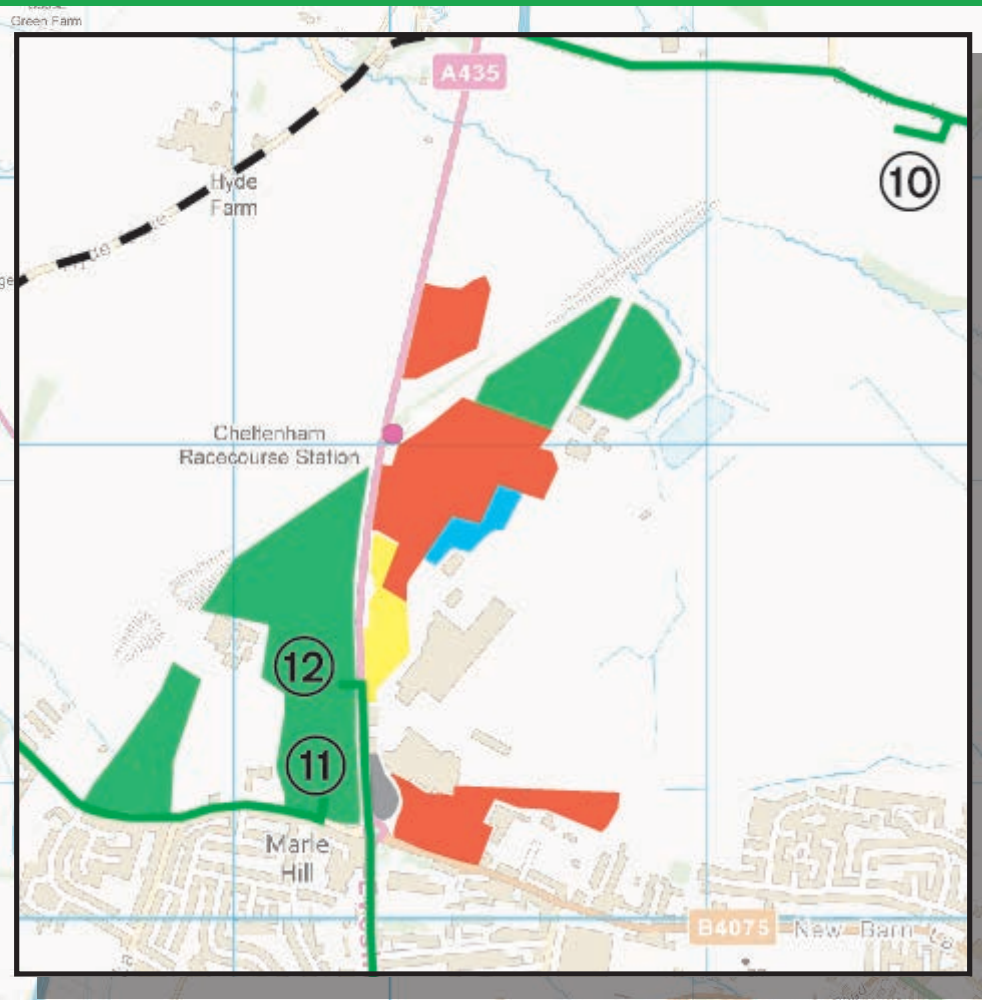 Green Farm
A435
10
Hyde
Farm
Cheltenham
Racecourse Station
12
11
Marle
Hill
B4075
New Barn